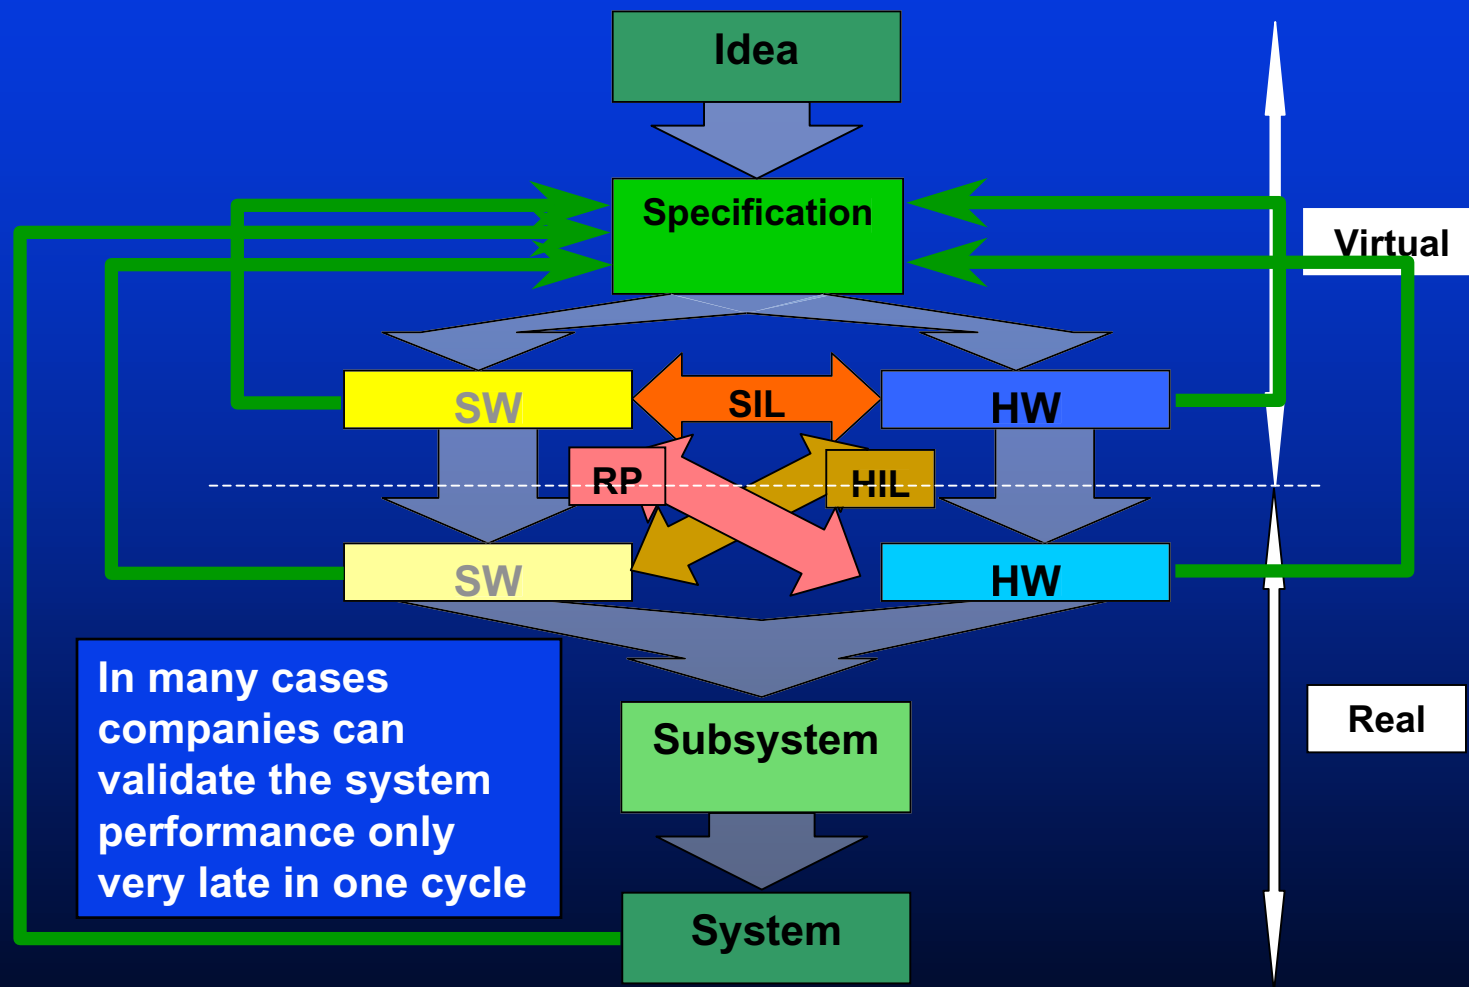 Idea
Specification
Virtual
SW
SIL
HW
RP
HIL
SW
HW
In many cases
companies can
validate the system
performance only
very late in one cycle
Subsystem
Real
System